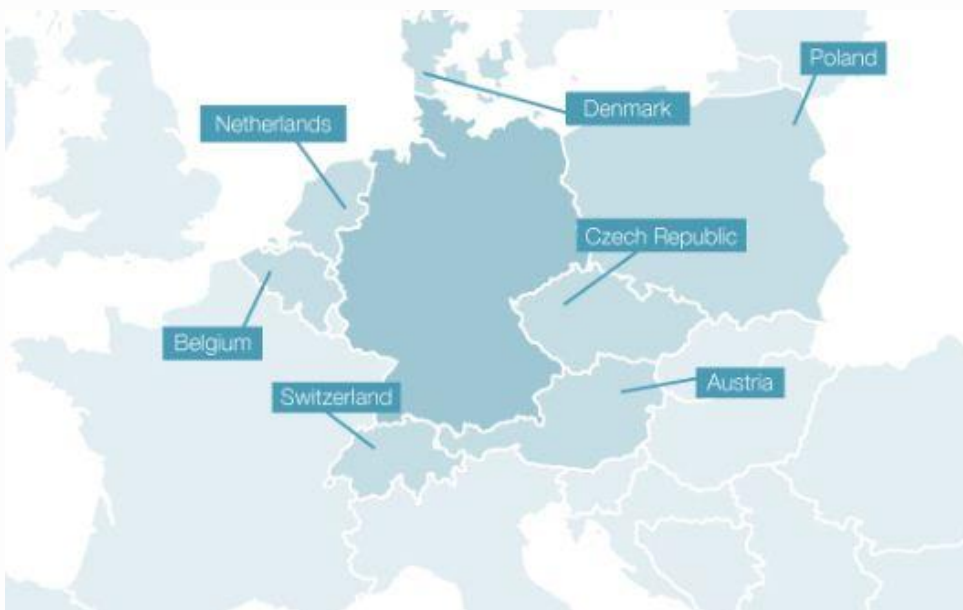 Poland
Denmark
Netherlands
Czech Republic
Belgium
Austria
Switzerland